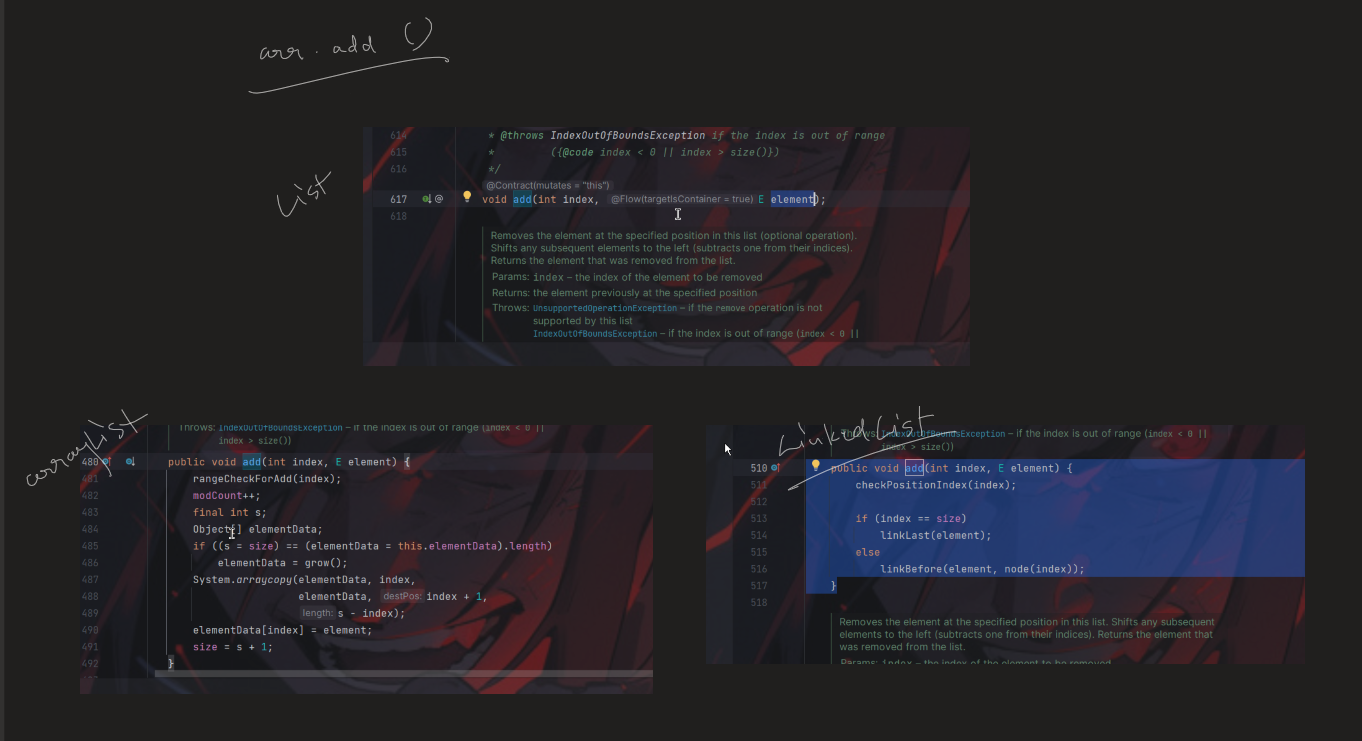 arr.add ()
List
614 * @throws IndexOutOfBoundsException if the index is out of range
615 * ({@code index < 0 || index > size()})
616 */
@Contract(mutates = "this")
617 void add(int index, @Flow(targetIsContainer = true) E element);
618
Removes the element at the specified position in this list (optional operation).
Shifts any subsequent elements to the left (subtracts one from their indices).
Returns the element that was removed from the list.
Params: index – the index of the element to be removed
Returns: the element previously at the specified position
Throws: UnsupportedOperationException – if the remove operation is not
supported by this list
IndexOutOfBoundsException – if the index is out of range (index < 0 ||
arrayList
Throws: IndexOutOfBoundsException – if the index is out of range (index < 0 ||
index > size())
480 public void add(int index, E element) {
481 rangeCheckForAdd(index);
482 modCount++;
483 final int s;
484 Object[] elementData;
485 if ((s = size) == (elementData = this.elementData).length)
486 elementData = grow();
487 System.arraycopy(elementData, index,
488 elementData, destPos: index + 1,
489 length: s - index);
490 elementData[index] = element;
491 size = s + 1;
492 }
LinkedList
Throws: IndexOutOfBoundsException – if the index is out of range (index < 0 ||
index > size())
510 public void add(int index, E element) {
511 checkPositionIndex(index);
512
513 if (index == size)
514 linkLast(element);
515 else
516 linkBefore(element, node(index));
517 }
518
Removes the element at the specified position in this list. Shifts any subsequent
elements to the left (subtracts one from their indices). Returns the element that
was removed from the list.
Params: index – the index of the element to be removed